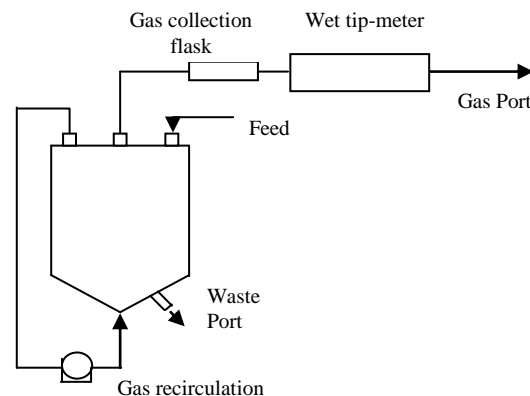 Gas collection
flask
Wet tip-meter
Gas Port
Feed
Waste
Port
Gas recirculation